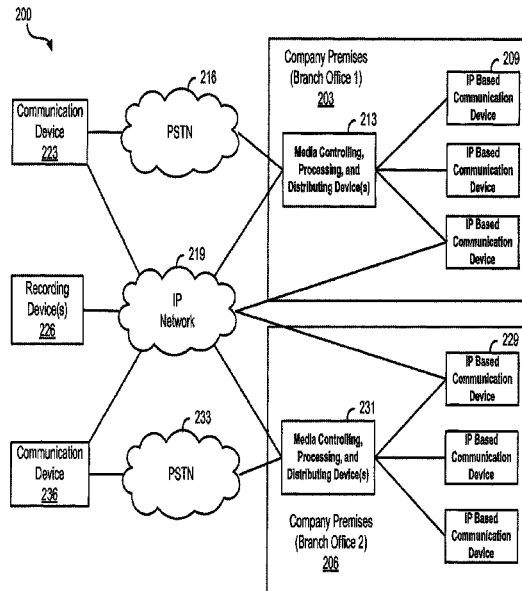 200
Company Premises
(Branch Office 1)
203
209
IP Based
Communication
Device
216
PSTN
213
Communication
Device
223
Media Controlling,
Processing, and
Distributing Device(s)
IP Based
Communication
Device
IP Based
Communication
Device
219
IP
Network
Recording
Device(s)
226
229
IP Based
Communication
Device
233
PSTN
231
Communication
Device
236
Media Controlling,
Processing, and
Distributing Device(s)
IP Based
Communication
Device
Company Premises
(Branch Office 2)
206
IP Based
Communication
Device